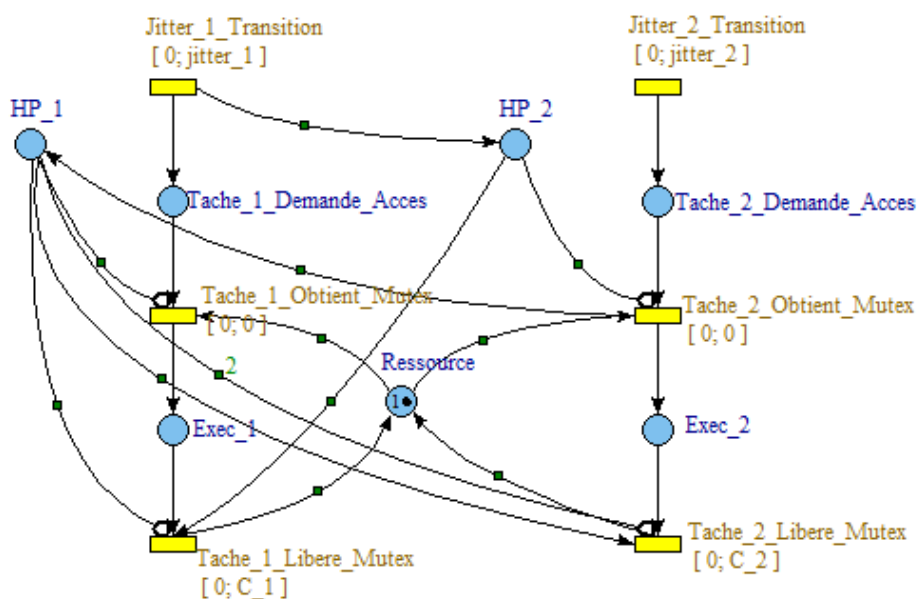 Jitter_1_Transition
[ 0; jitter_1 ]
Jitter_2_Transition
[ 0; jitter_2 ]
HP_1
HP_2
Tache_1_Demande_Acces
Tache_2_Demande_Acces
Tache_1_Obtient_Mutex
[ 0; 0 ]
Tache_2_Obtient_Mutex
[ 0; 0 ]
2
Ressource
1
Exec_1
Exec_2
Tache_1_Libere_Mutex
[ 0; C_1 ]
Tache_2_Libere_Mutex
[ 0; C_2 ]